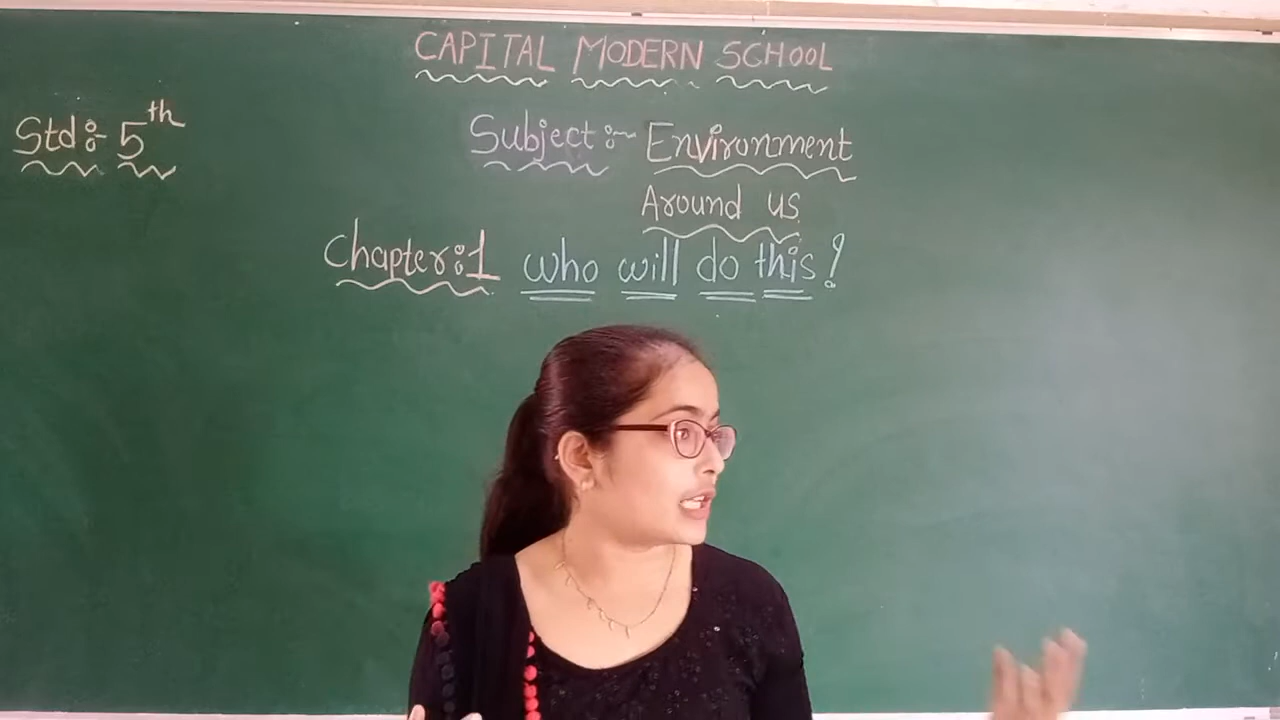 CAPITAL MODERN SCHOOL
Std:- 5th
Subject:- Environment
Around us
Chapter:1 who will do this!